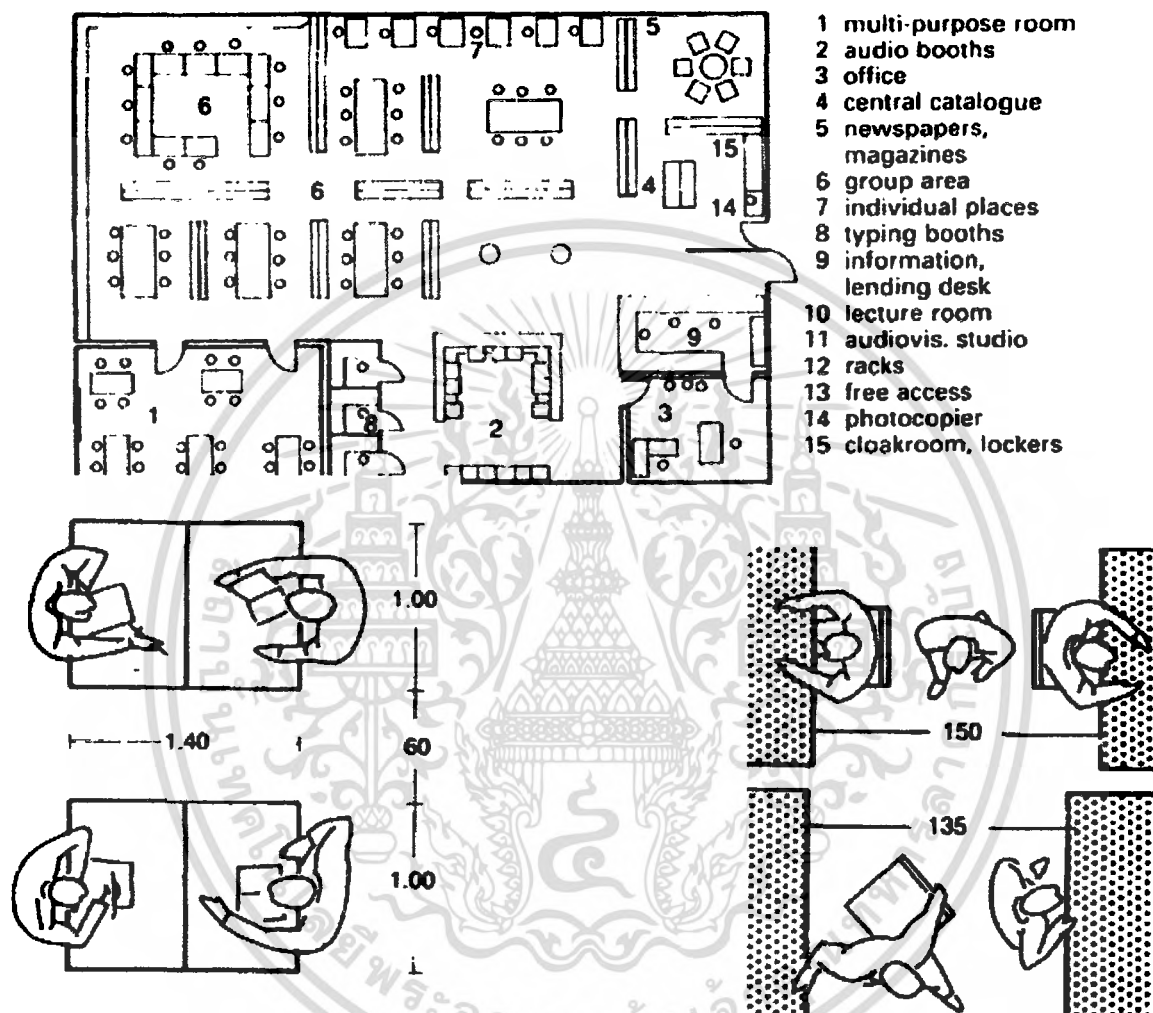 5
7
6
15
6
4
14
9
1
8
2
3
1 multi-purpose room
2 audio booths
3 office
4 central catalogue
5 newspapers,
magazines
6 group area
7 individual places
8 typing booths
9 information,
lending desk
10 lecture room
11 audiovis. studio
12 racks
13 free access
14 photocopier
15 cloakroom, lockers
1.00
1.40
60
1.00
150
135